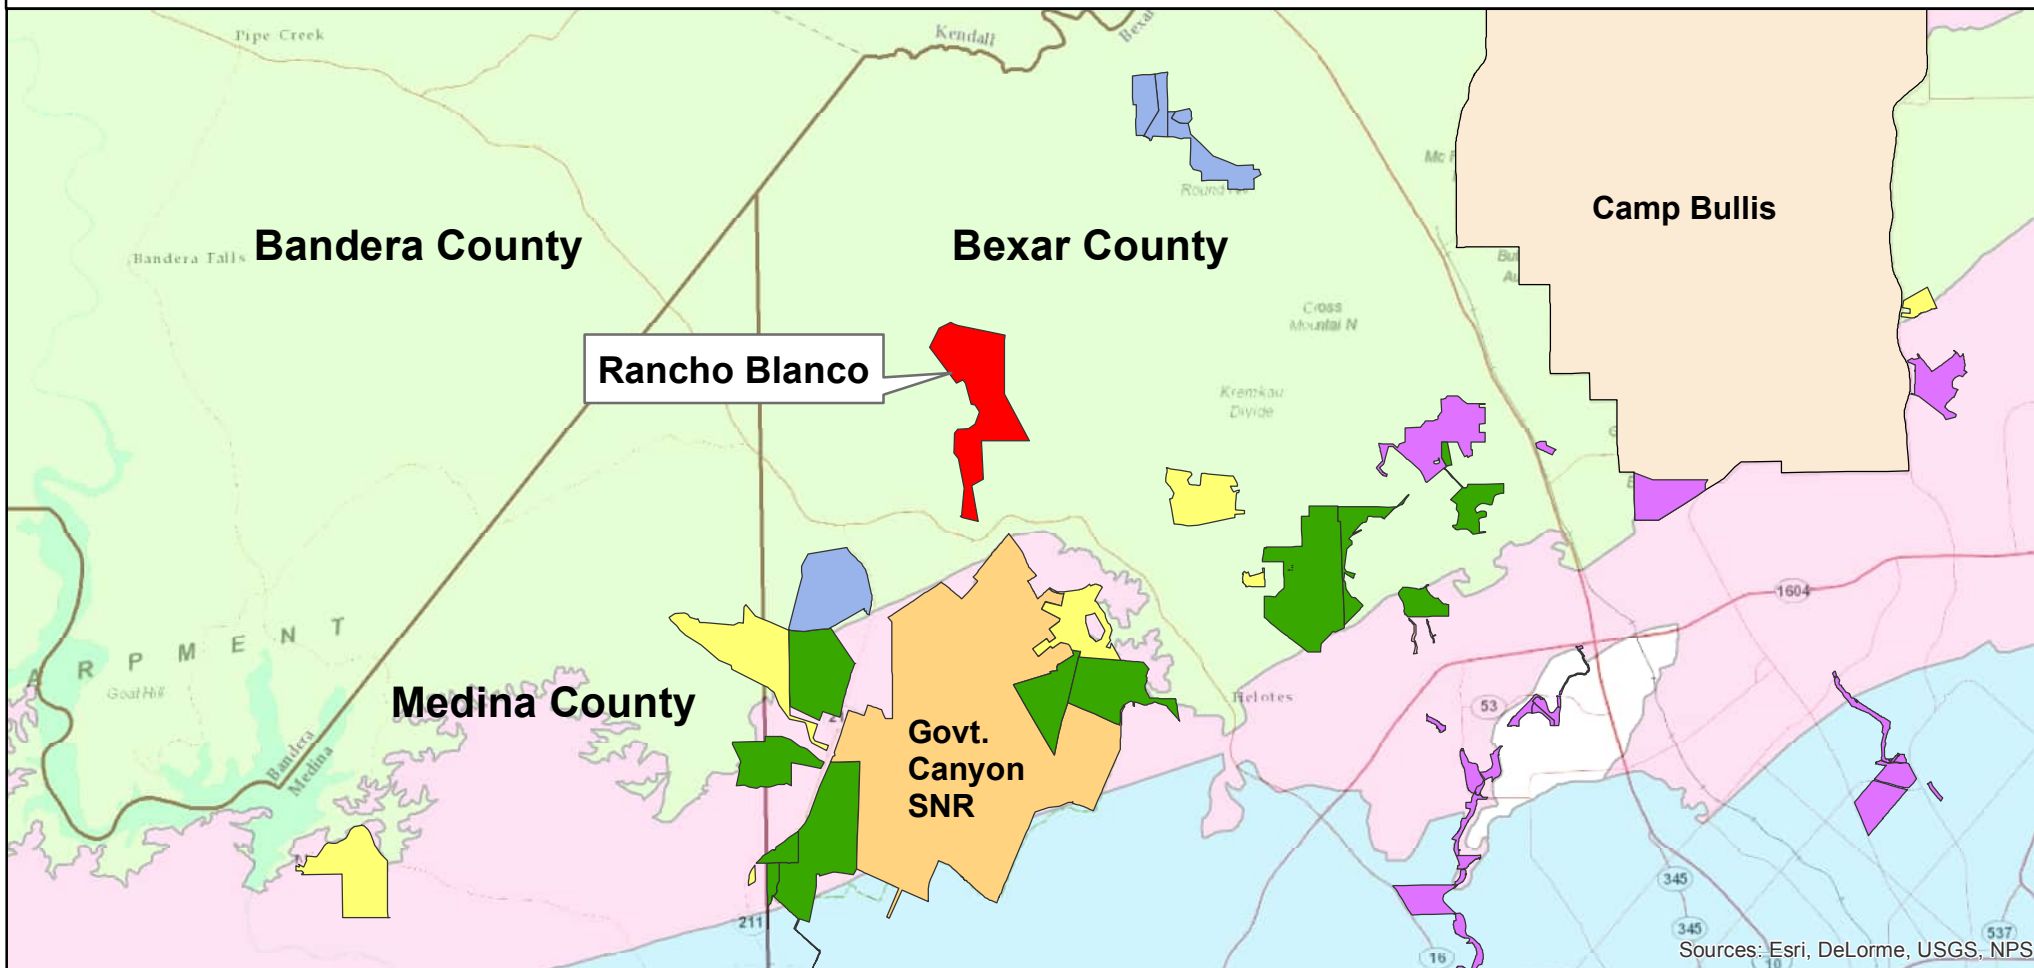 Pipe Creek
Kendall
Bexar
Camp Bullis
Round
Bandera County
Bexar County
Bandera Falls
Cross
Mountain
Rancho Blanco
Kremkau
Divide
1604
A R P M E N T
Goat Hill
Medina County
Helotes
53
Bandera
Medina
Govt.
Canyon
SNR
211
345
345
537
16
Sources: Esri, DeLorme, USGS, NPS